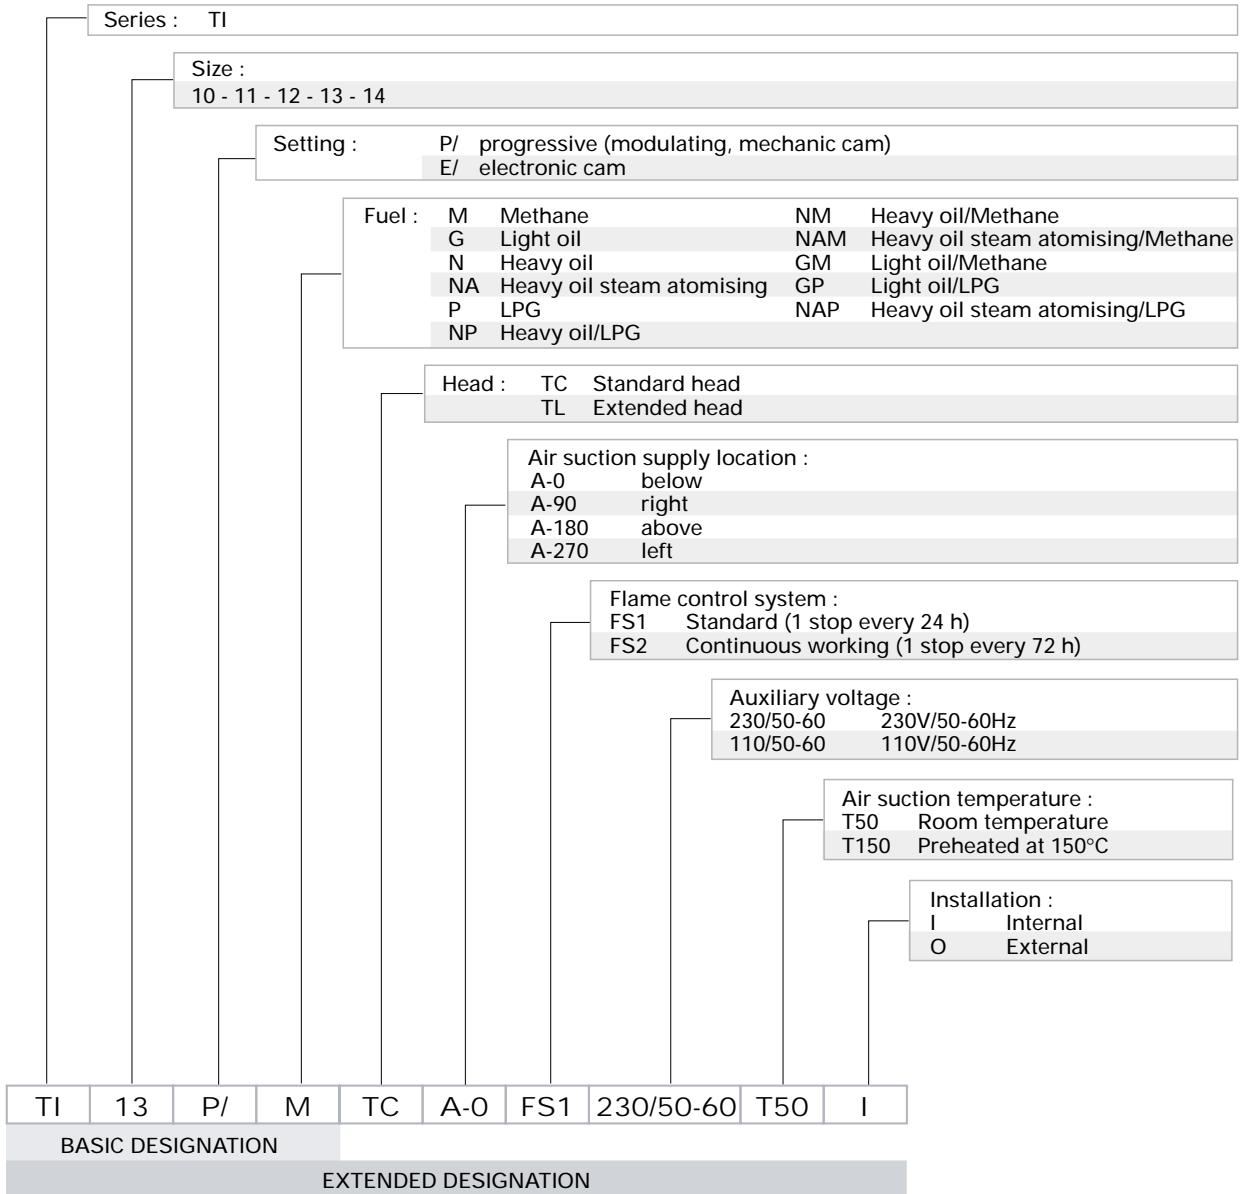 Series : TI
Size :
10 - 11 - 12 - 13 - 14
Setting : P/ progressive (modulating, mechanic cam)
E/ electronic cam
Fuel : M Methane NM Heavy oil/Methane
G Light oil NAM Heavy oil steam atomising/Methane
N Heavy oil GM Light oil/Methane
NA Heavy oil steam atomising GP Light oil/LPG
P LPG NAP Heavy oil steam atomising/LPG
NP Heavy oil/LPG
Head : TC Standard head
TL Extended head
Air suction supply location :
A-0 below
A-90 right
A-180 above
A-270 left
Flame control system :
FS1 Standard (1 stop every 24 h)
FS2 Continuous working (1 stop every 72 h)
Auxiliary voltage :
230/50-60 230V/50-60Hz
110/50-60 110V/50-60Hz
Air suction temperature :
T50 Room temperature
T150 Preheated at 150°C
Installation :
I Internal
O External
TI 13 P/ M TC A-0 FS1 230/50-60 T50 I
BASIC DESIGNATION
EXTENDED DESIGNATION